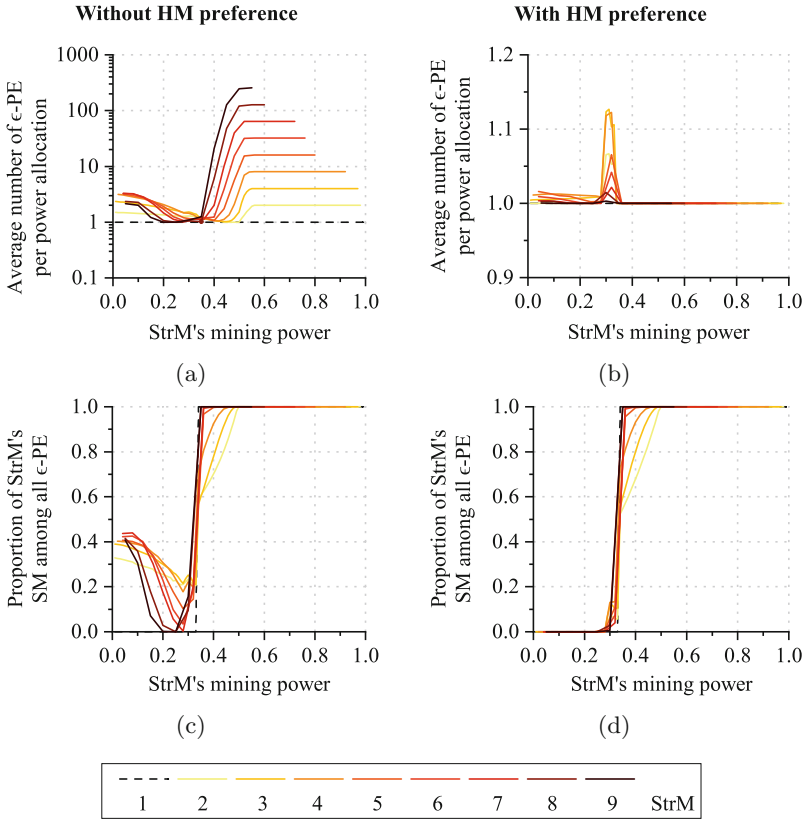 Without HM preference
With HM preference
Average number of ϵ-PE
per power allocation
1000
100
10
1
0.1
0.0 0.2 0.4 0.6 0.8 1.0
StrM's mining power
(a)
Average number of ϵ-PE
per power allocation
1.2
1.1
1.0
0.9
0.0 0.2 0.4 0.6 0.8 1.0
StrM's mining power
(b)
Proportion of StrM's
SM among all ϵ-PE
1.0
0.8
0.6
0.4
0.2
0.0
0.0 0.2 0.4 0.6 0.8 1.0
StrM's mining power
(c)
Proportion of StrM's
SM among all ϵ-PE
1.0
0.8
0.6
0.4
0.2
0.0
0.0 0.2 0.4 0.6 0.8 1.0
StrM's mining power
(d)
1 2 3 4 5 6 7 8 9 StrM